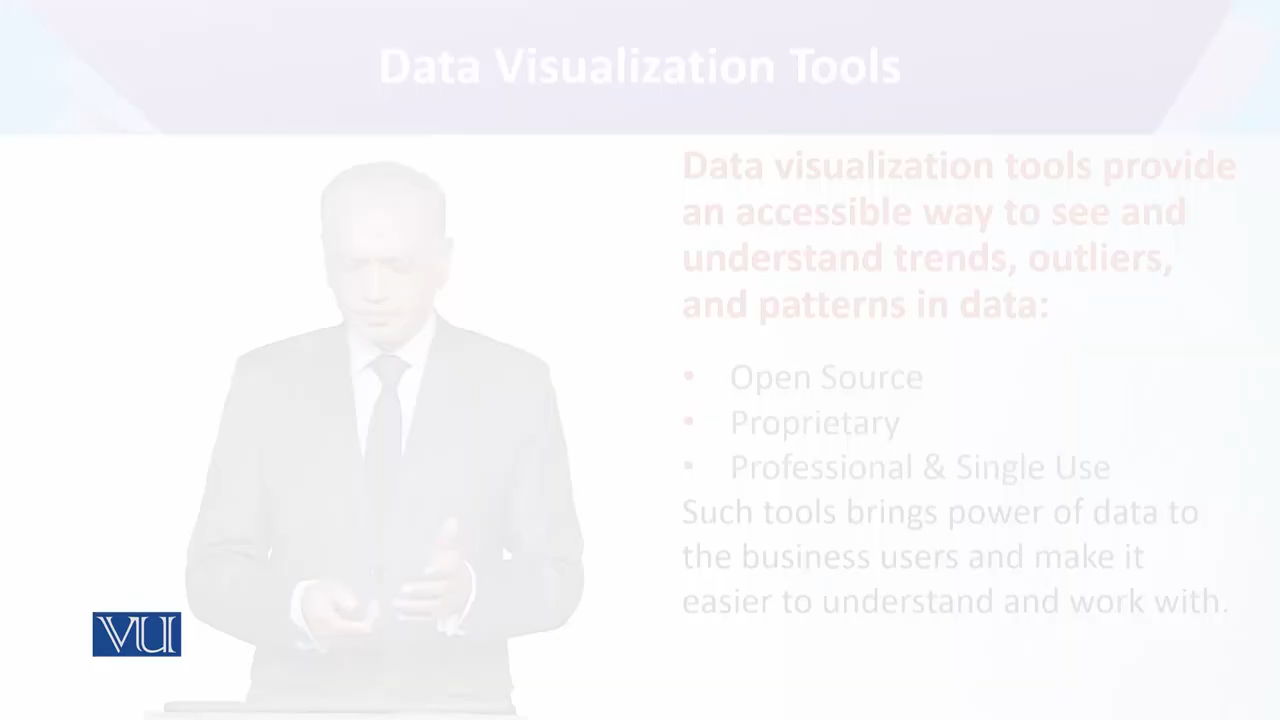 Data Visualization Tools
Data visualization tools provide
an accessible way to see and
understand trends, outliers,
and patterns in data:
• Open Source
• Proprietary
• Professional & Single Use
Such tools brings power of data to
the business users and make it
easier to understand and work with.
VU